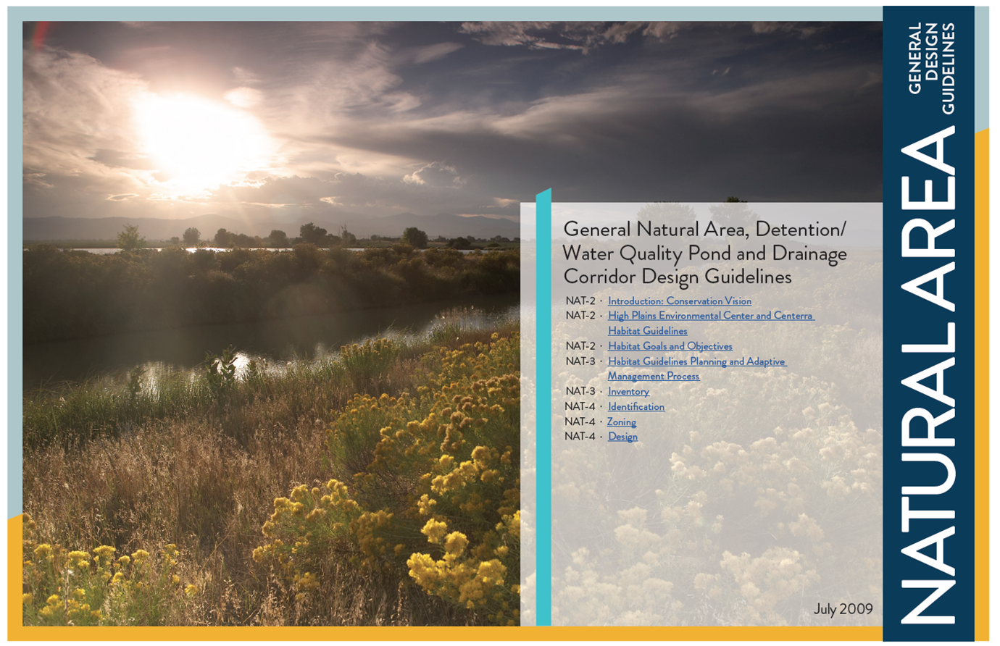 General Natural Area, Detention/
Water Quality Pond and Drainage
Corridor Design Guidelines
NAT-2 · Introduction: Conservation Vision
NAT-2 · High Plains Environmental Center and Centerra
Habitat Guidelines
NAT-2 · Habitat Goals and Objectives
NAT-3 · Habitat Guidelines Planning and Adaptive
Management Process
NAT-3 · Inventory
NAT-4 · Identification
NAT-4 · Zoning
NAT-4 · Design
July 2009
GENERAL
DESIGN
GUIDELINES
NATURAL AREA